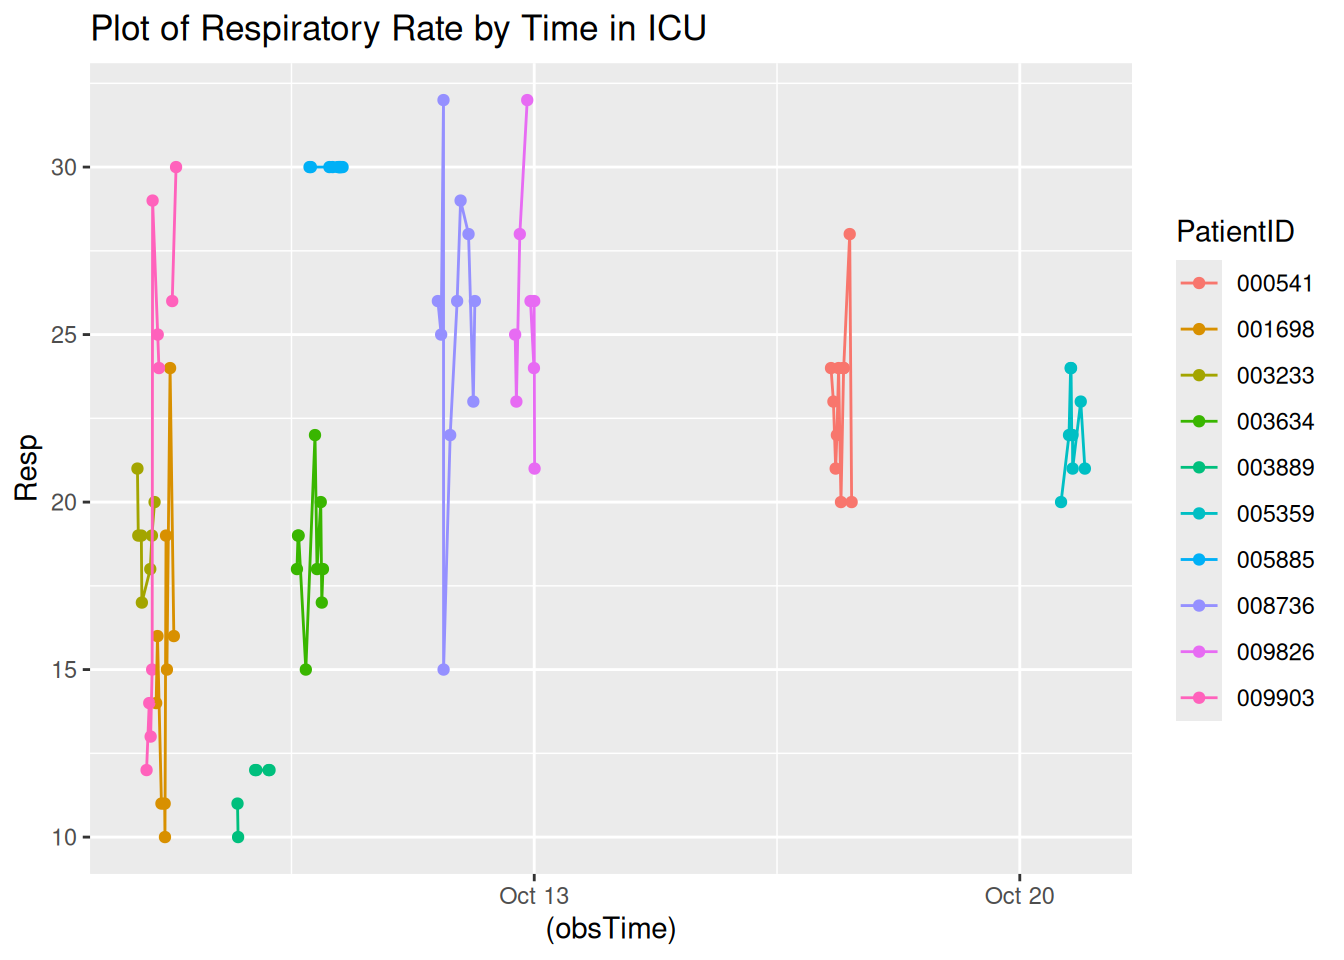 Plot of Respiratory Rate by Time in ICU
Resp
30
25
20
15
10
Oct 13
Oct 20
(obsTime)
PatientID
000541
001698
003233
003634
003889
005359
005885
008736
009826
009903